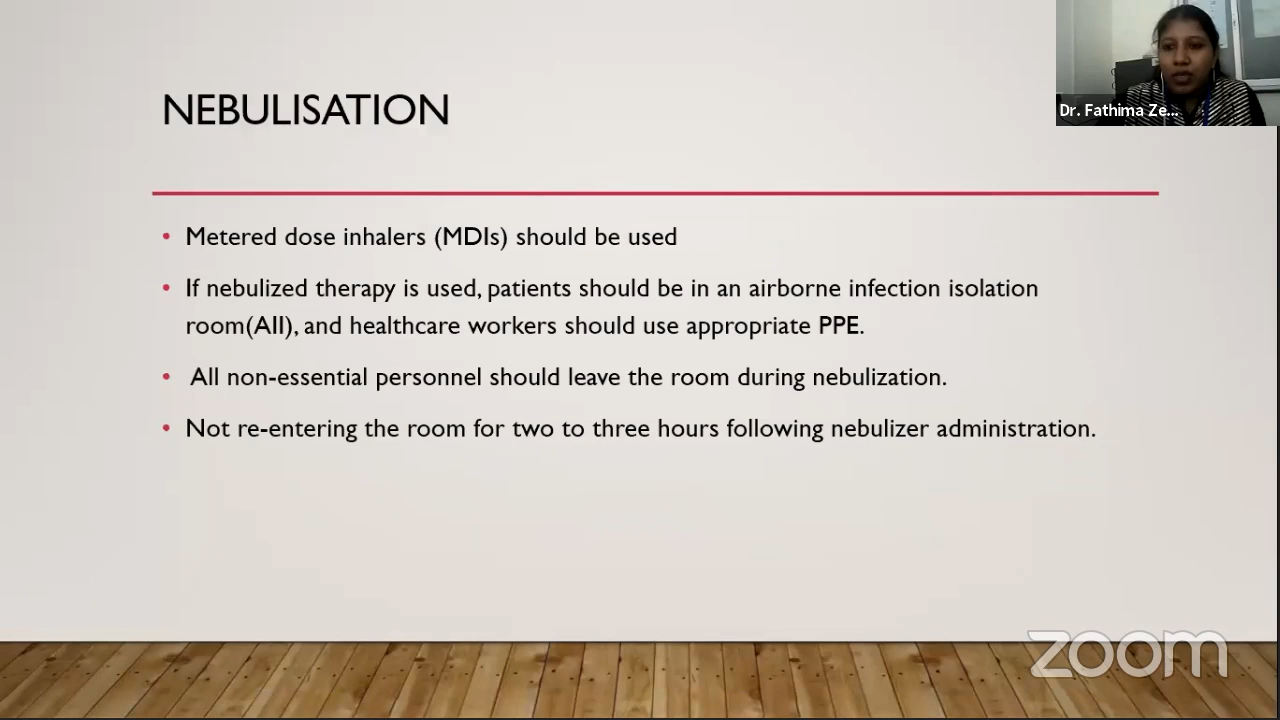 Dr. Fathima Ze...
NEBULISATION
• Metered dose inhalers (MDIs) should be used
• If nebulized therapy is used, patients should be in an airborne infection isolation
room(AII), and healthcare workers should use appropriate PPE.
• All non-essential personnel should leave the room during nebulization.
• Not re-entering the room for two to three hours following nebulizer administration.
zoom